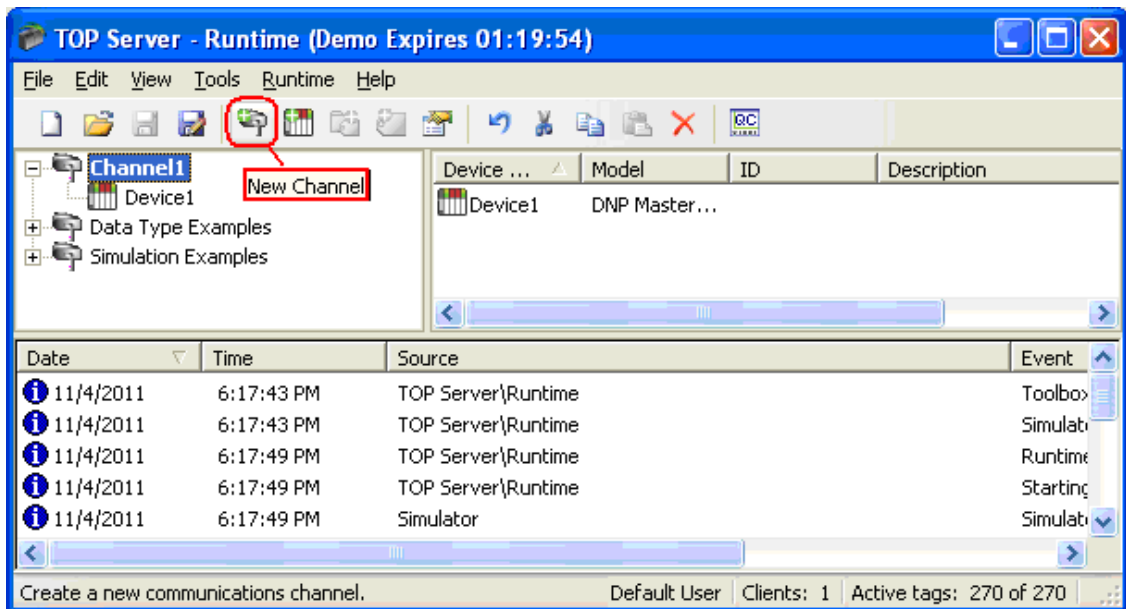 TOP Server - Runtime (Demo Expires 01:19:54)
File Edit View Tools Runtime Help
QC
New Channel
Channel1
Device1
Data Type Examples
Simulation Examples
Device ... Model ID Description
Device1 DNP Master...
Date Time Source Event
11/4/2011 6:17:43 PM TOP Server\Runtime Toolbox
11/4/2011 6:17:43 PM TOP Server\Runtime Simulat
11/4/2011 6:17:49 PM TOP Server\Runtime Runtime
11/4/2011 6:17:49 PM TOP Server\Runtime Starting
11/4/2011 6:17:49 PM Simulator Simulat
Create a new communications channel. Default User Clients: 1 Active tags: 270 of 270